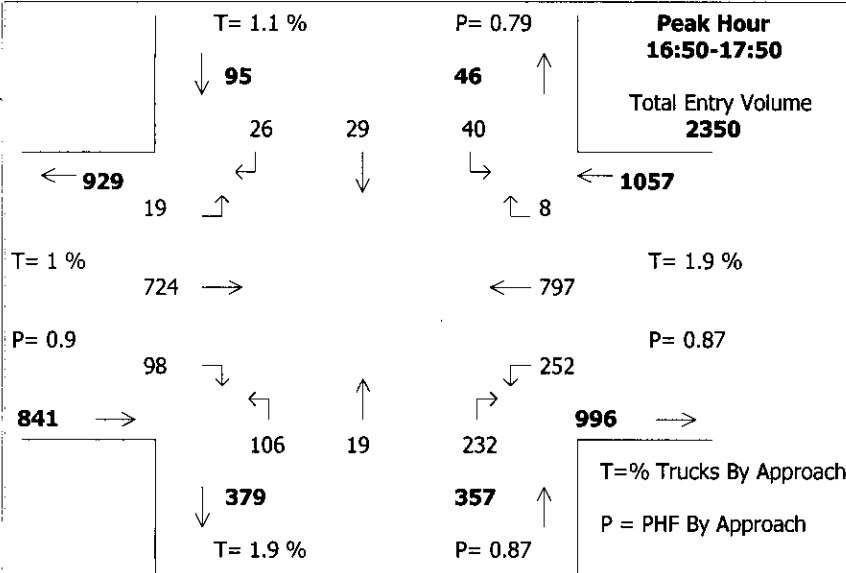 T= 1.1 %
P= 0.79
Peak Hour
16:50-17:50
95
46
Total Entry Volume
2350
26
29
40
929
1057
19
8
T= 1 %
T= 1.9 %
724
797
P= 0.9
P= 0.87
98
252
841
996
106
19
232
T=% Trucks By Approach
379
357
P = PHF By Approach
T= 1.9 %
P= 0.87